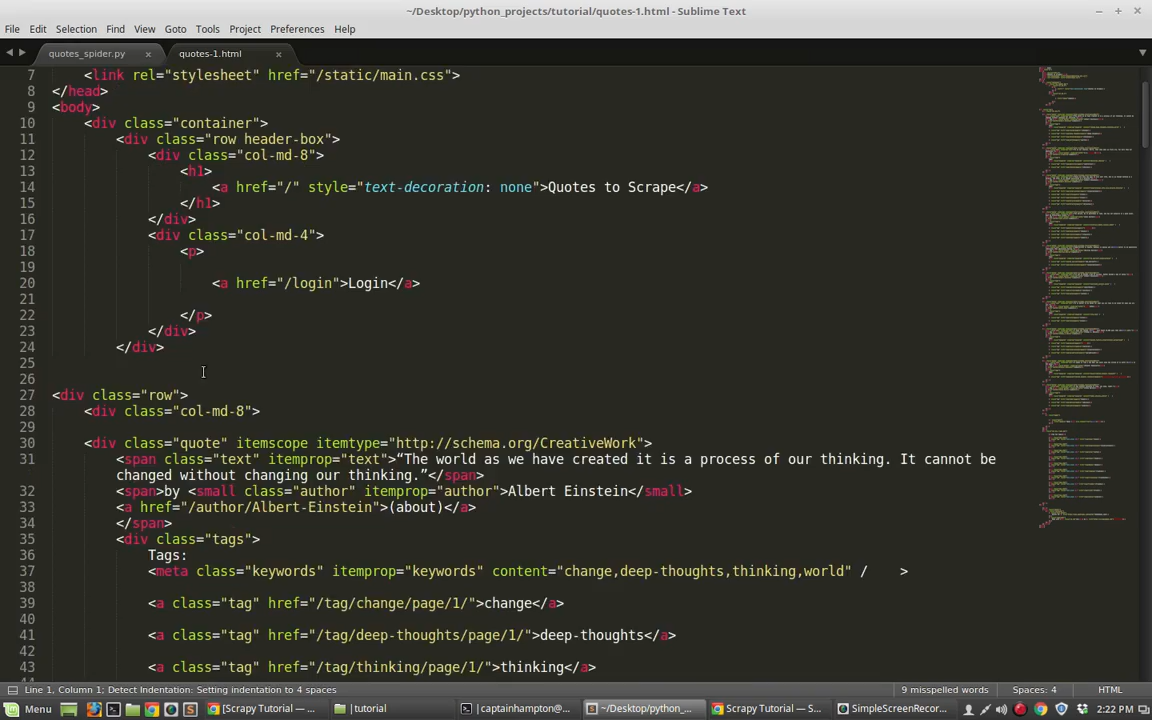 ~/Desktop/python_projects/tutorial/quotes-1.html - Sublime Text
File Edit Selection Find View Goto Tools Project Preferences Help
quotes_spider.py × quotes-1.html ×
7 <link rel="stylesheet" href="/static/main.css">
8 </head>
9 <body>
10 <div class="container">
11 <div class="row header-box">
12 <div class="col-md-8">
13 <h1>
14 <a href="/" style="text-decoration: none">Quotes to Scrape</a>
15 </h1>
16 </div>
17 <div class="col-md-4">
18 <p>
19
20 <a href="/login">Login</a>
21
22 </p>
23 </div>
24 </div>
25
26
27 <div class="row">
28 <div class="col-md-8">
29
30 <div class="quote" itemscope itemtype="http://schema.org/CreativeWork">
31 <span class="text" itemprop="text">“The world as we have created it is a process of our thinking. It cannot be
changed without changing our thinking.”</span>
32 <span>by <small class="author" itemprop="author">Albert Einstein</small>
33 <a href="/author/Albert-Einstein">(about)</a>
34 </span>
35 <div class="tags">
36 Tags:
37 <meta class="keywords" itemprop="keywords" content="change,deep-thoughts,thinking,world" / >
38
39 <a class="tag" href="/tag/change/page/1/">change</a>
40
41 <a class="tag" href="/tag/deep-thoughts/page/1/">deep-thoughts</a>
42
43 <a class="tag" href="/tag/thinking/page/1/">thinking</a>
Line 1, Column 1; Detect Indentation: Setting indentation to 4 spaces 9 misspelled words Spaces: 4 HTML
Menu [Scrapy Tutorial — ... |tutorial |captainhampton@... ~/Desktop/python_... Scrapy Tutorial — S... SimpleScreenRecor... 2:22 PM